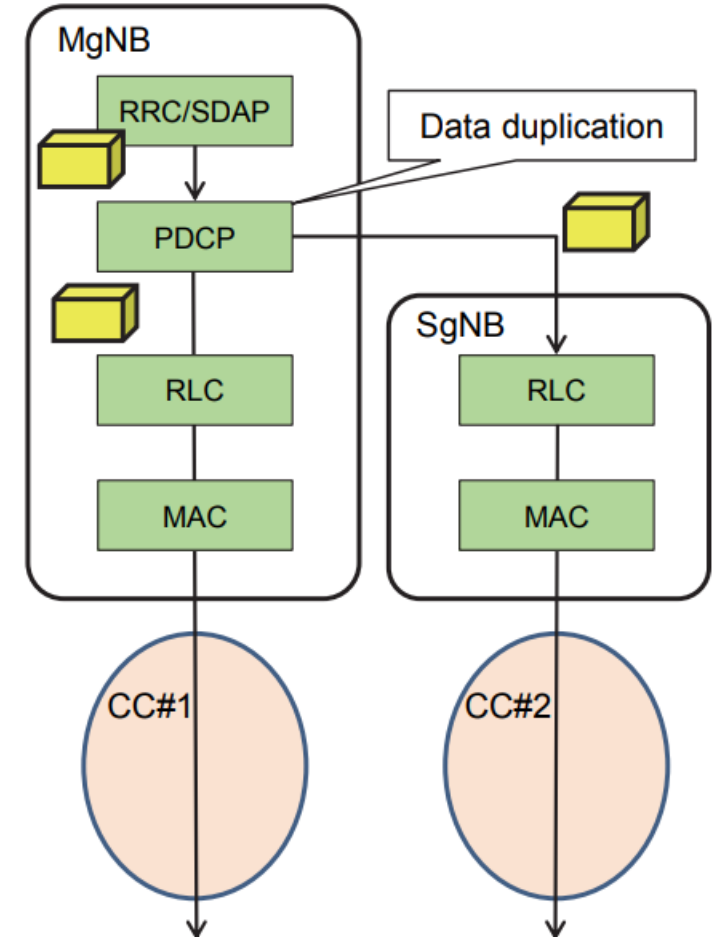 MgNB
RRC/SDAP
Data duplication
PDCP
SgNB
RLC
RLC
MAC
MAC
CC#1
CC#2